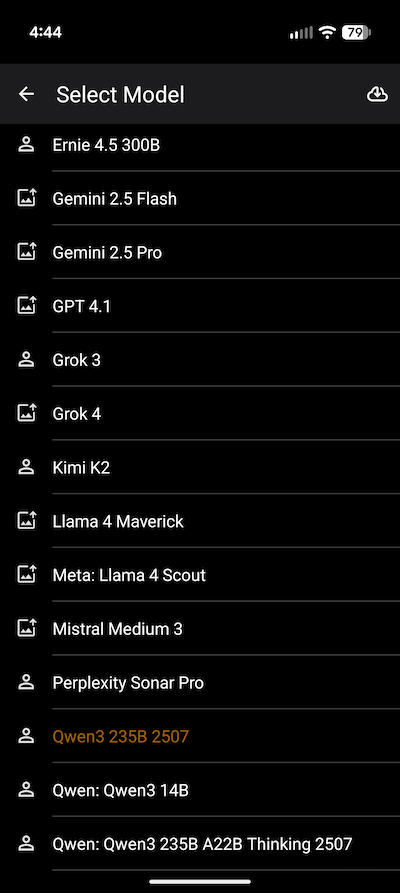 4:44
79
Select Model
Ernie 4.5 300B
Gemini 2.5 Flash
Gemini 2.5 Pro
GPT 4.1
Grok 3
Grok 4
Kimi K2
Llama 4 Maverick
Meta: Llama 4 Scout
Mistral Medium 3
Perplexity Sonar Pro
Qwen3 235B 2507
Qwen: Qwen3 14B
Qwen: Qwen3 235B A22B Thinking 2507